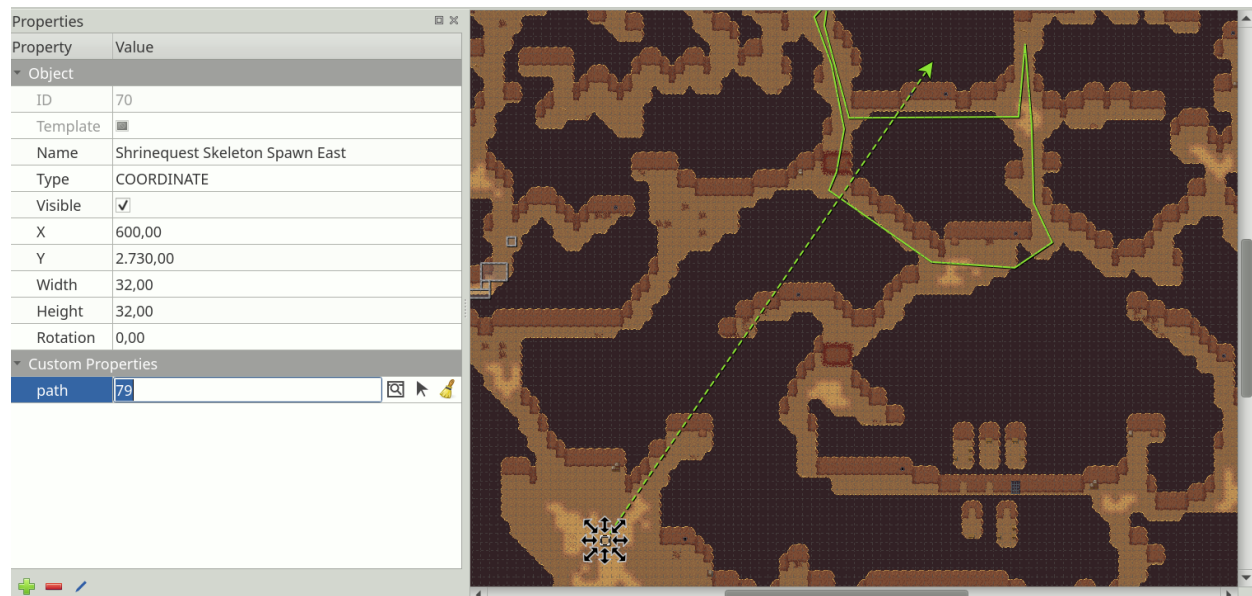 Properties
Property Value
Object
ID 70
Template
Name Shrinequest Skeleton Spawn East
Type COORDINATE
Visible
X 600,00
Y 2.730,00
Width 32,00
Height 32,00
Rotation 0,00
Custom Properties
path 79